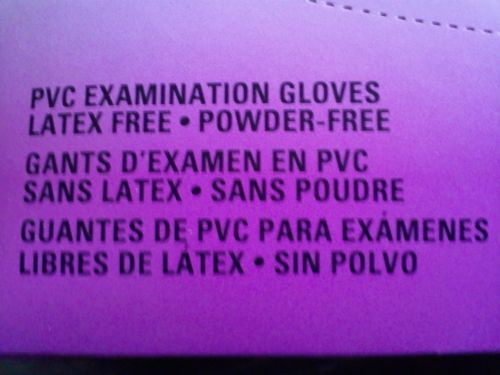 PVC EXAMINATION GLOVES
LATEX FREE • POWDER-FREE
GANTS D'EXAMEN EN PVC
SANS LATEX • SANS POUDRE
GUANTES DE PVC PARA EXÁMENES
LIBRES DE LÁTEX • SIN POLVO